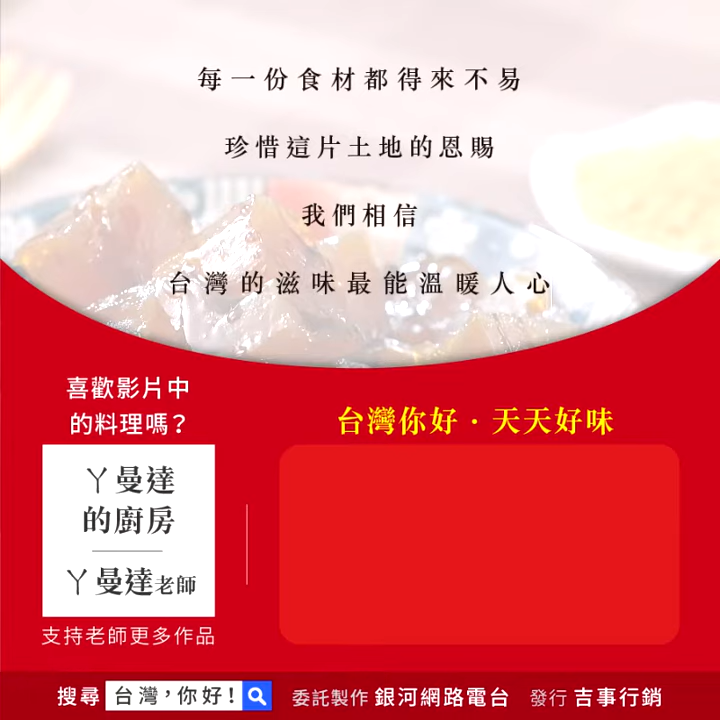 每一份食材都得來不易
珍惜這片土地的恩賜
我們相信
台灣的滋味最能溫暖人心
喜歡影片中
的料理嗎？
ㄚ曼達
的廚房
ㄚ曼達老師
支持老師更多作品
台灣你好．天天好味
搜尋 台灣，你好！ 委託製作 銀河網路電台 發行 吉事行銷